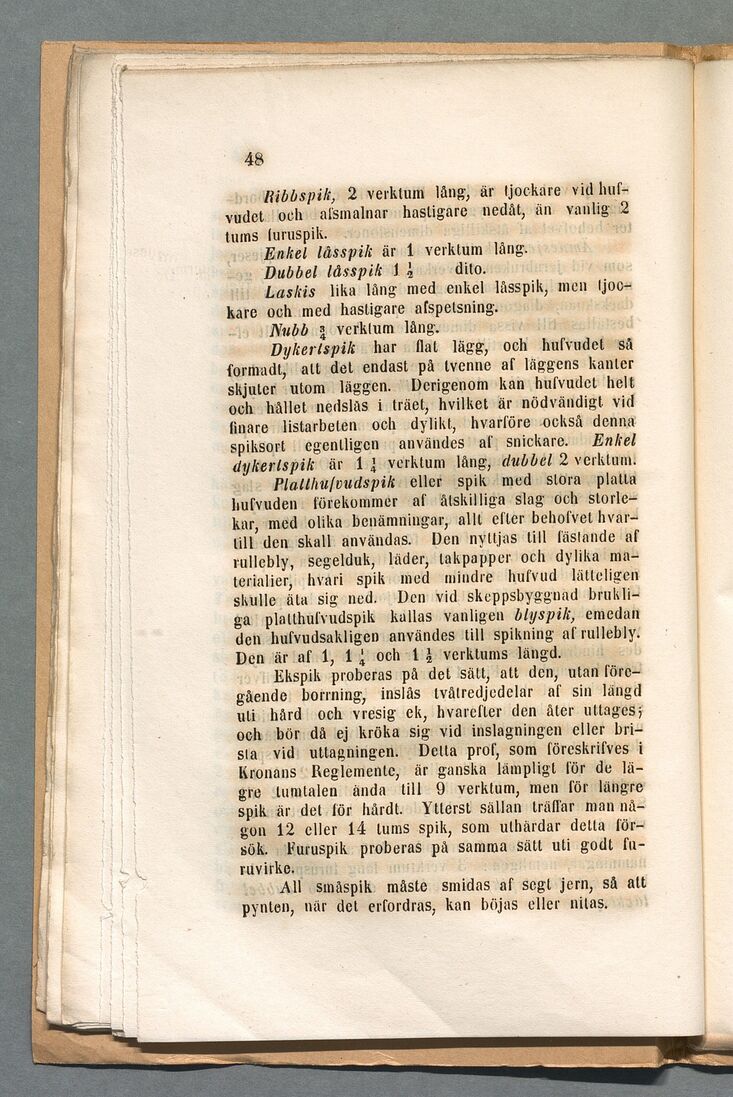 48
Ribbspik, 2 verktum lång, är tjockare vid huf-
vudet och afsmalnar hastigare nedåt, än vanlig 2
tums furuspik.
Enkel låsspik är 1 verktum lång.
Dubbel låsspik 1 ½ dito.
Laskis lika lång med enkel låsspik, men tjoc-
kare och med hastigare afspetsning.
Nubb ¾ verktum lång.
Dykertspik har flat lägg, och hufvudet så
formadt, att det endast på tvenne af läggens kanter
skjuter utom läggen. Derigenom kan hufvudet helt
och hållet nedslås i träet, hvilket är nödvändigt vid
finare listarbeten och dylikt, hvarföre också denna
spiksort egentligen användes af snickare. Enkel
dykertspik är 1 ¼ verktum lång, dubbel 2 verktum.
Platthufvudspik eller spik med stora platta
hufvuden förekommer af åtskilliga slag och storle-
kar, med olika benämningar, allt efter behofvet hvar-
till den skall användas. Den nyttjas till fästande af
rullebly, segelduk, läder, takpapper och dylika ma-
terialier, hvari spik med mindre hufvud lätteligen
skulle äta sig ned. Den vid skeppsbyggnad brukli-
ga platthufvudspik kallas vanligen blyspik, emedan
den hufvudsakligen användes till spikning af rullebly.
Den är af 1, 1 ¼ och 1 ½ verktums längd.
Ekspik proberas på det sätt, att den, utan före-
gående borrning, inslås tvåtredjedelar af sin längd
uti hård och vresig ek, hvarefter den åter uttages;
och bör då ej kröka sig vid inslagningen eller bri-
sta vid uttagningen. Detta prof, som föreskrifves i
Kronans Reglemente, är ganska lämpligt för de lä-
gre tumtalen ända till 9 verktum, men för längre
spik är det för hårdt. Ytterst sällan träffar man nå-
gon 12 eller 14 tums spik, som uthärdar detta för-
sök. Furuspik proberas på samma sätt uti godt fu-
ruvirke.
All småspik måste smidas af segt jern, så att
pynten, när det erfordras, kan böjas eller nitas.